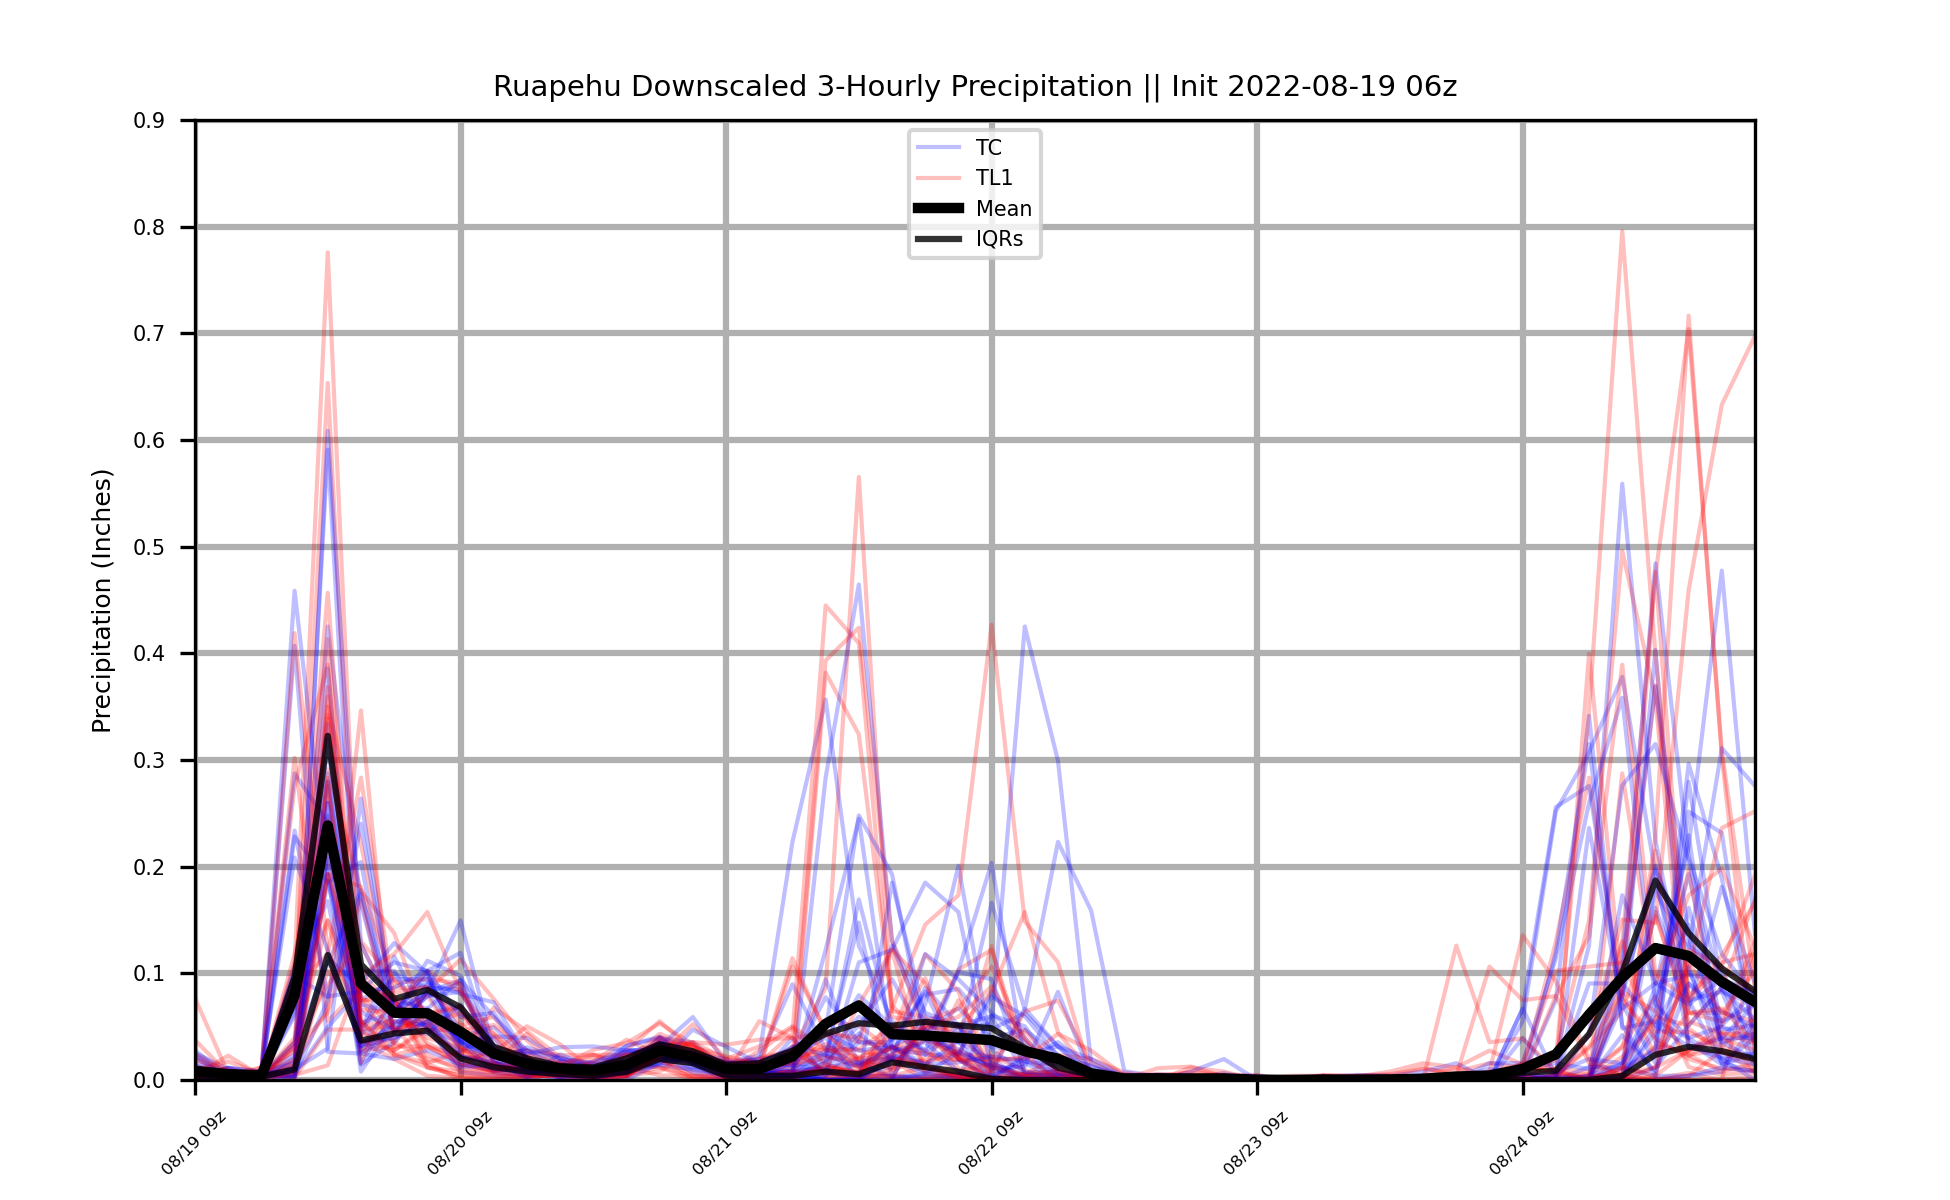 Ruapehu Downscaled 3-Hourly Precipitation || Init 2022-08-19 06z
TC
TL1
Mean
IQRs
Precipitation (Inches)
0.9
0.8
0.7
0.6
0.5
0.4
0.3
0.2
0.1
0.0
08/19 09z
08/20 09z
08/21 09z
08/22 09z
08/23 09z
08/24 09z